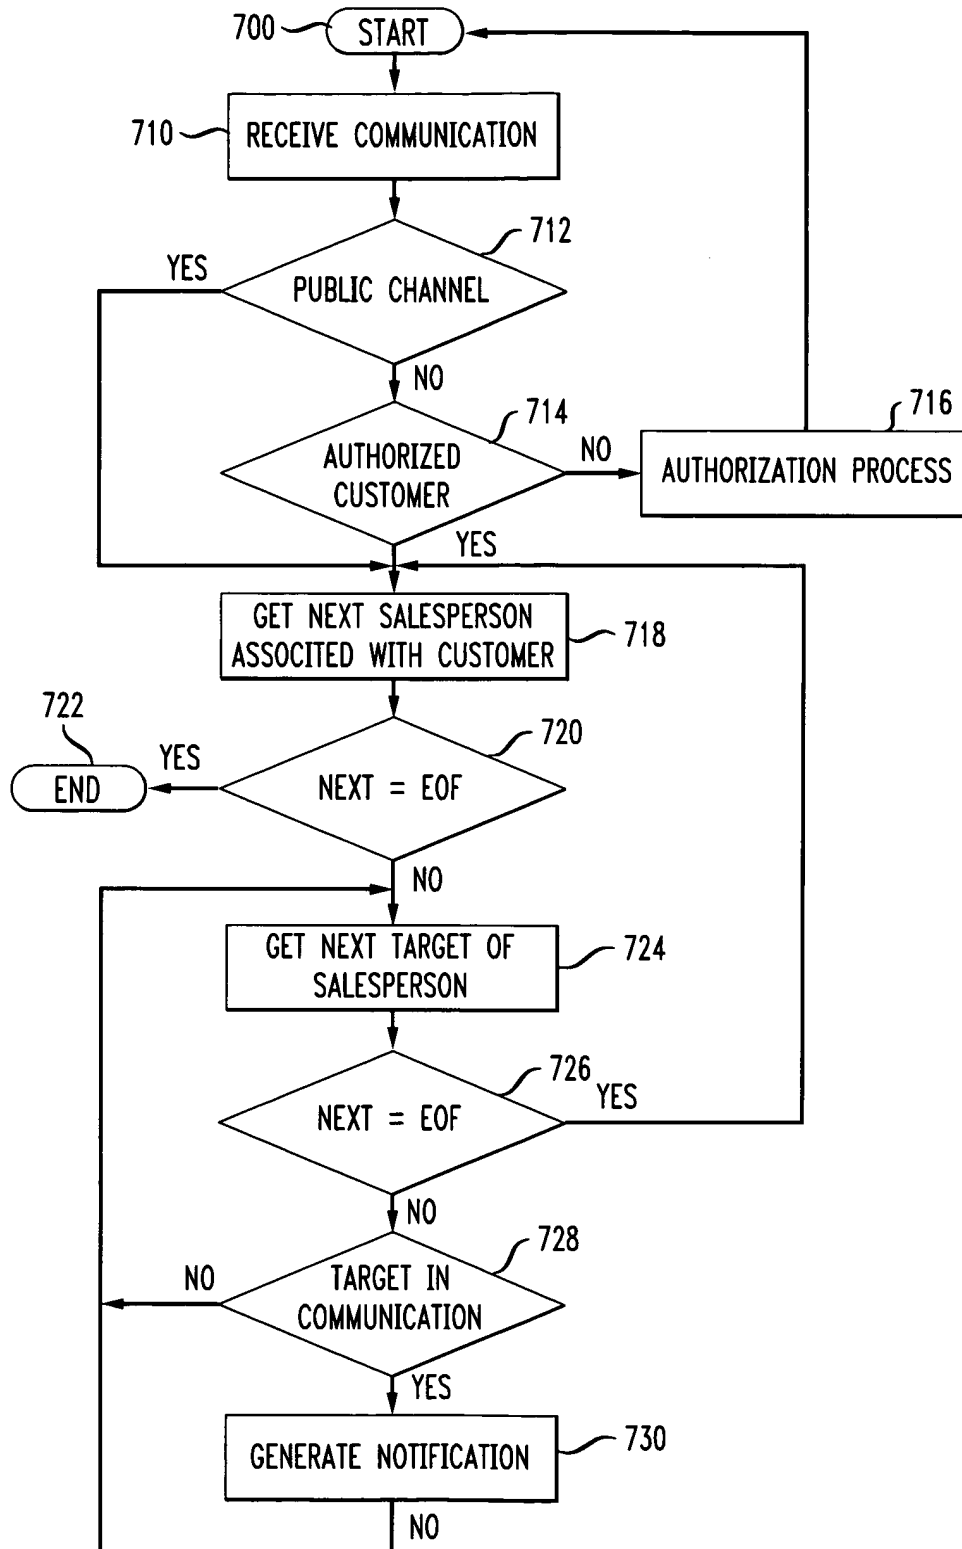 700
START
710
RECEIVE COMMUNICATION
712
YES
PUBLIC CHANNEL
NO
714
716
AUTHORIZED
CUSTOMER
NO
AUTHORIZATION PROCESS
YES
GET NEXT SALESPERSON
ASSOCITED WITH CUSTOMER
718
722
720
YES
END
NEXT = EOF
NO
GET NEXT TARGET OF
SALESPERSON
724
726
NEXT = EOF
YES
NO
728
NO
TARGET IN
COMMUNICATION
YES
GENERATE NOTIFICATION
730
NO